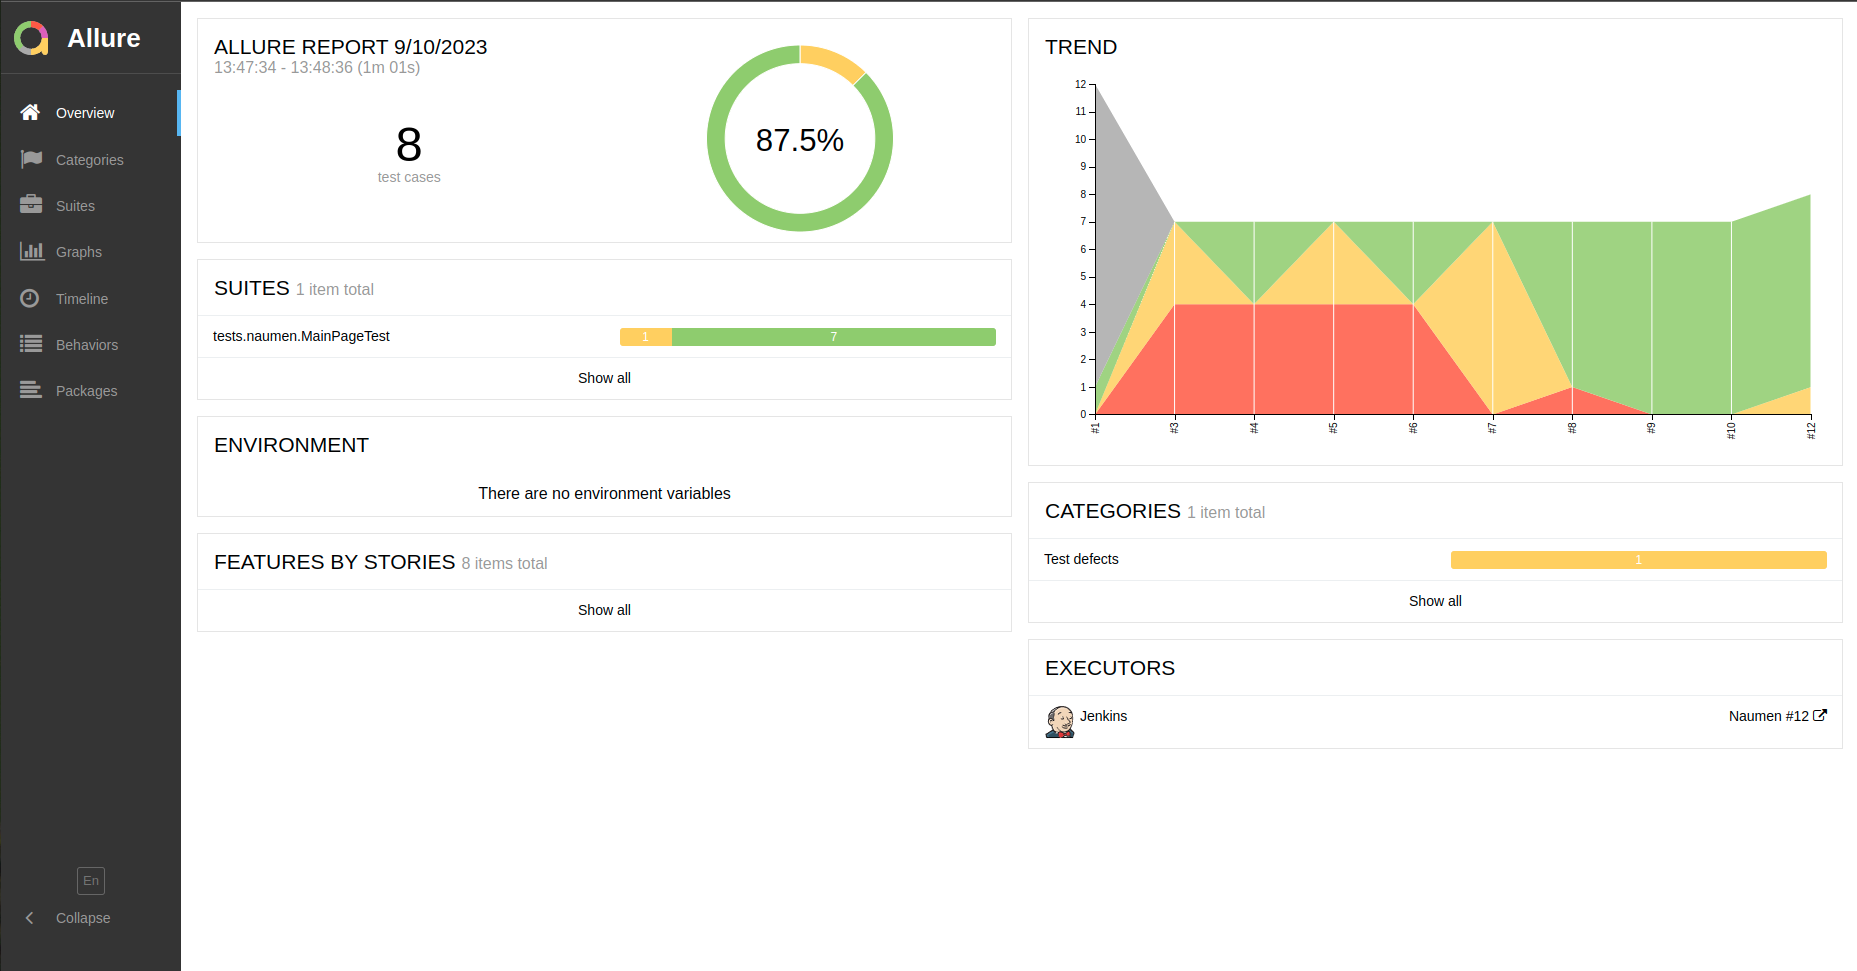 Allure
Overview
Categories
Suites
Graphs
Timeline
Behaviors
Packages
En
Collapse
ALLURE REPORT 9/10/2023
13:47:34 - 13:48:36 (1m 01s)
8
test cases
87.5%
SUITES 1 item total
tests.naumen.MainPageTest 1 7
Show all
ENVIRONMENT
There are no environment variables
FEATURES BY STORIES 8 items total
Show all
TREND
12
11
10
9
8
7
6
5
4
3
2
1
0
#1 #3 #4 #5 #6 #7 #8 #9 #10 #12
CATEGORIES 1 item total
Test defects 1
Show all
EXECUTORS
Jenkins Naumen #12